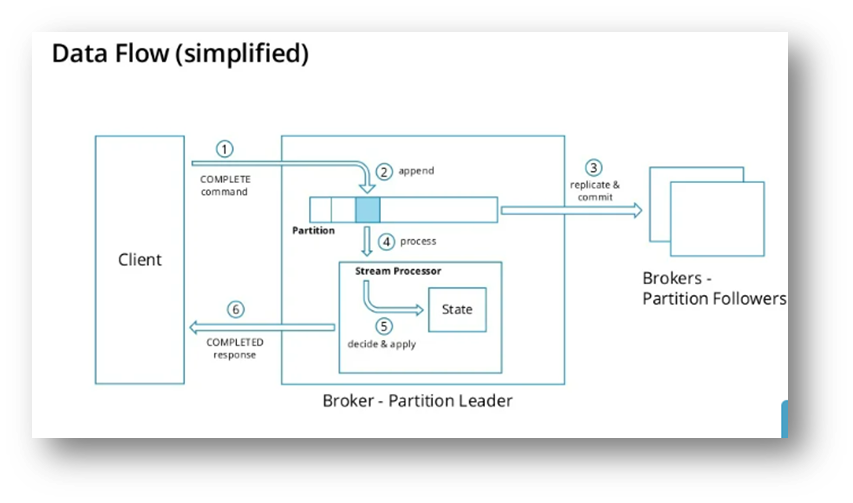 Data Flow (simplified)
1
COMPLETE
command
2 append
3
replicate &
commit
Partition
4 process
Stream Processor
Client
State
5
decide & apply
6
COMPLETED
response
Brokers -
Partition Followers
Broker - Partition Leader